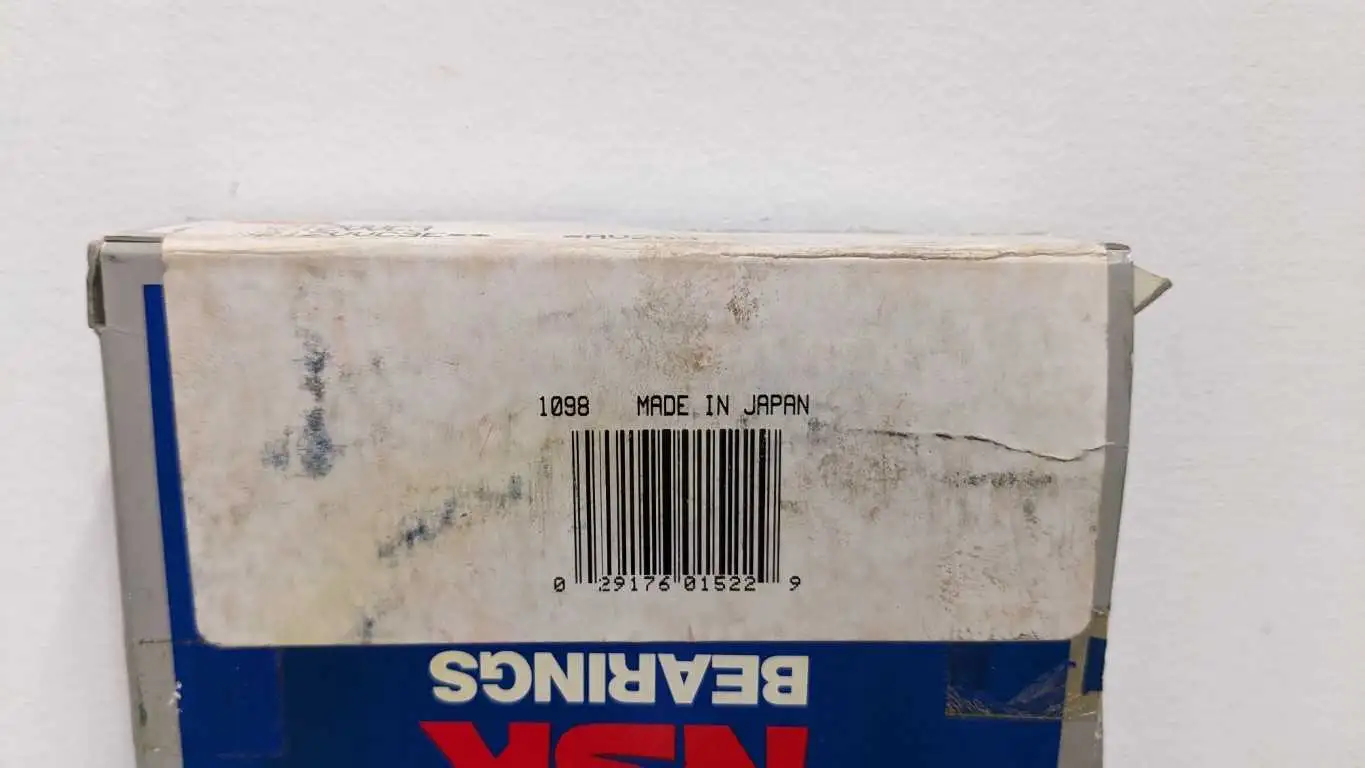 1098 MADE IN JAPAN
0 29176 01522 9
BEARINGS
NSK